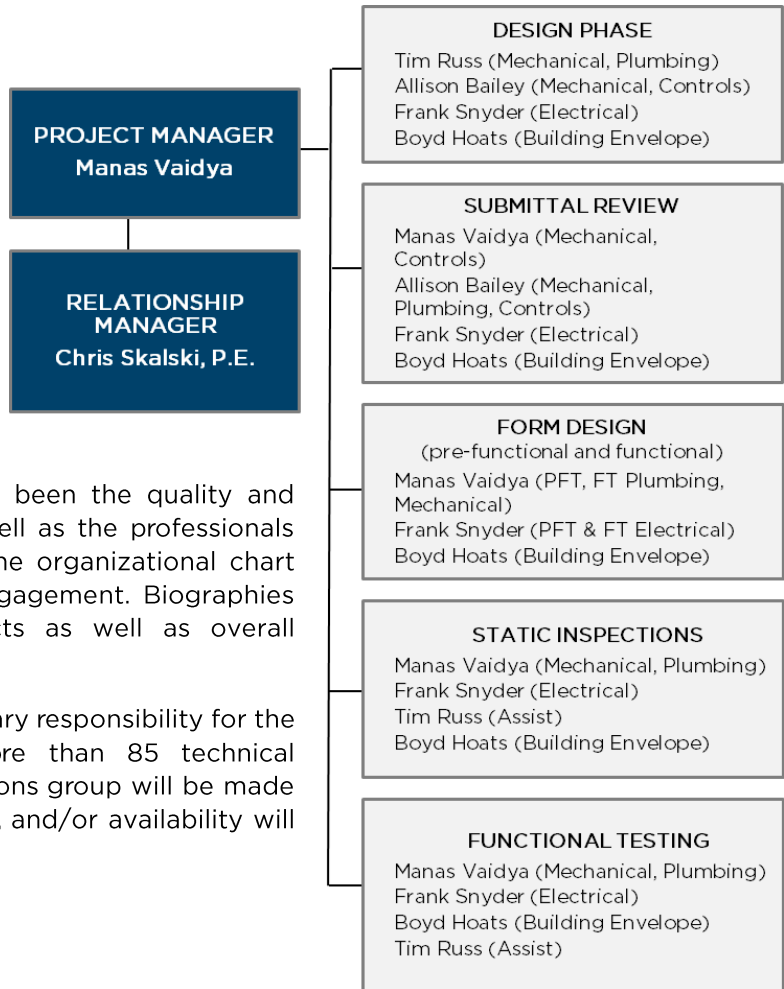 PROJECT MANAGER
Manas Vaidya
RELATIONSHIP
MANAGER
Chris Skalski, P.E.
DESIGN PHASE
Tim Russ (Mechanical, Plumbing)
Allison Bailey (Mechanical, Controls)
Frank Snyder (Electrical)
Boyd Hoats (Building Envelope)
SUBMITTAL REVIEW
Manas Vaidya (Mechanical,
Controls)
Allison Bailey (Mechanical,
Plumbing, Controls)
Frank Snyder (Electrical)
Boyd Hoats (Building Envelope)
FORM DESIGN
(pre-functional and functional)
Manas Vaidya (PFT, FT Plumbing,
Mechanical)
Frank Snyder (PFT & FT Electrical)
Boyd Hoats (Building Envelope)
STATIC INSPECTIONS
Manas Vaidya (Mechanical, Plumbing)
Frank Snyder (Electrical)
Tim Russ (Assist)
Boyd Hoats (Building Envelope)
FUNCTIONAL TESTING
Manas Vaidya (Mechanical, Plumbing)
Frank Snyder (Electrical)
Boyd Hoats (Building Envelope)
Tim Russ (Assist)
been the quality and
ell as the professionals
ne organizational chart
gagement. Biographies
cts as well as overall
ary responsibility for the
ore than 85 technical
ons group will be made
, and/or availability will